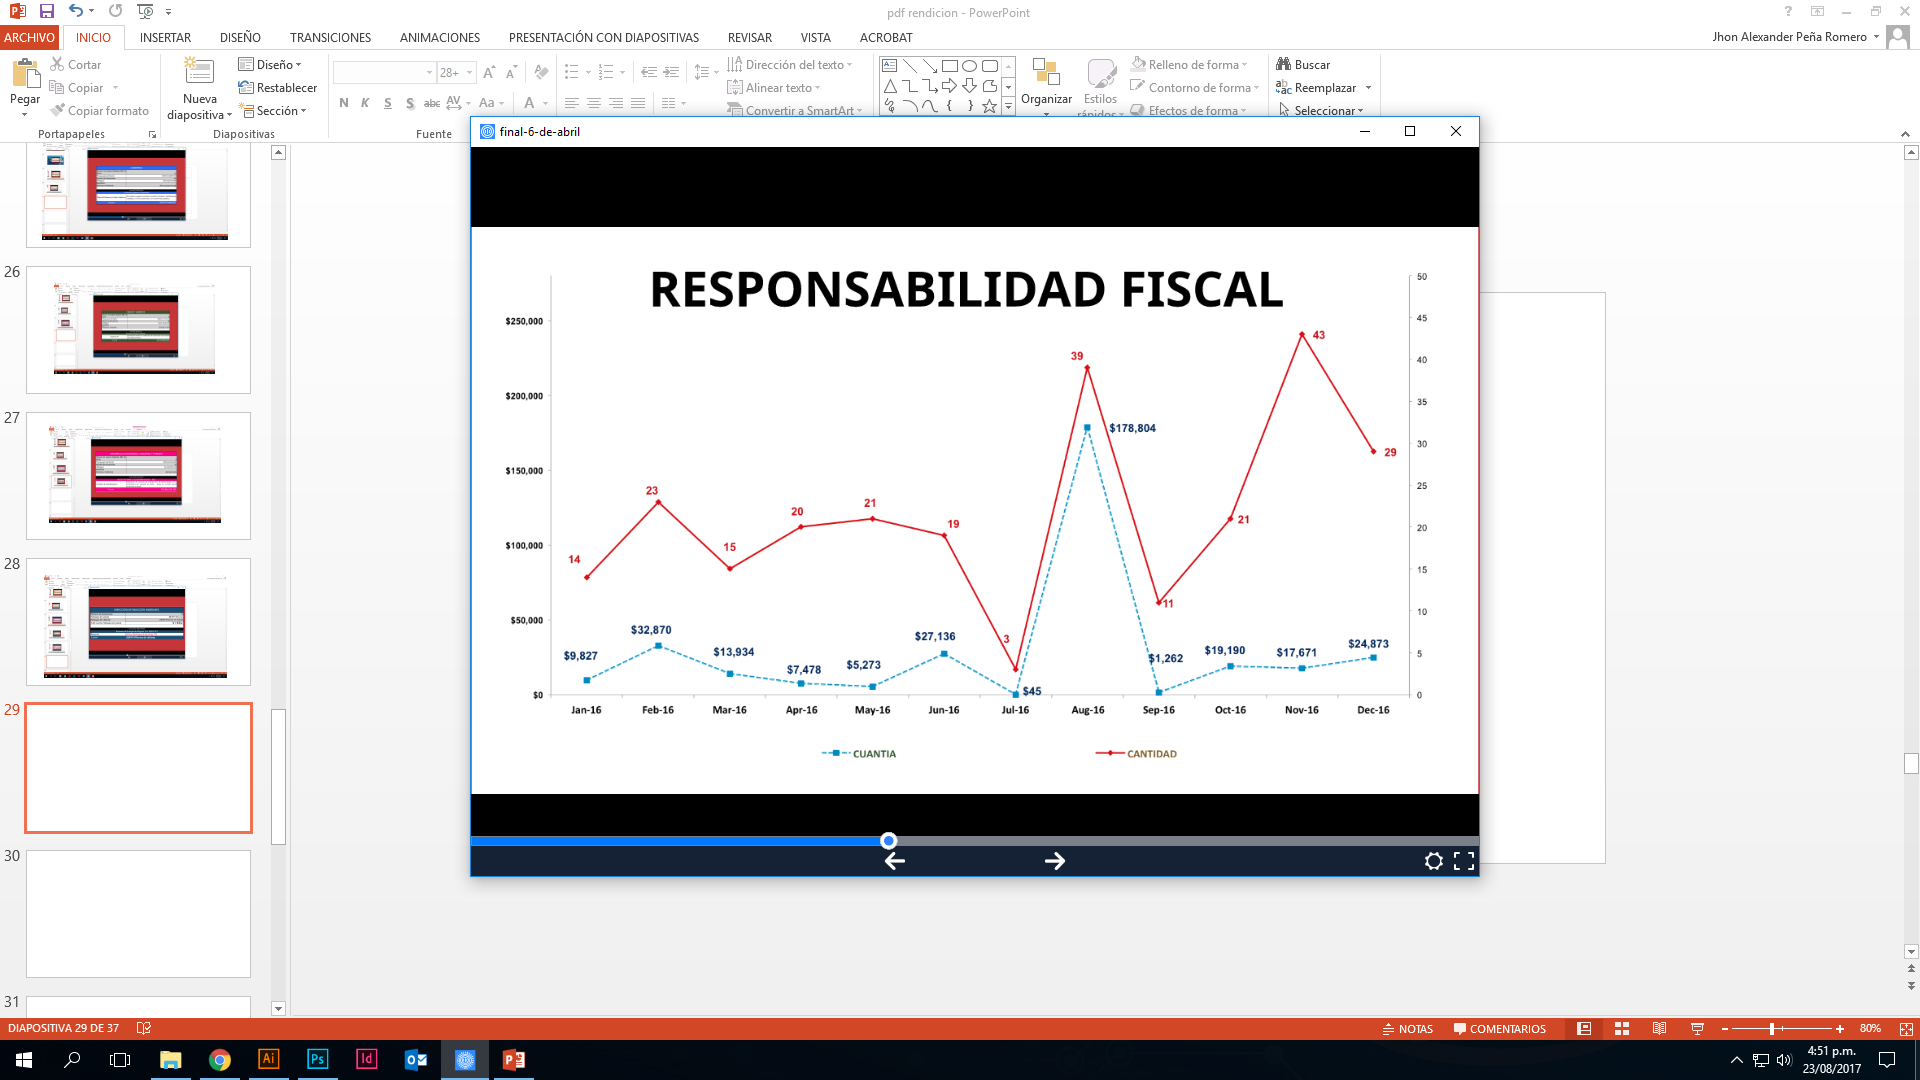 pdf rendicion - PowerPoint
ARCHIVO INICIO INSERTAR DISEÑO TRANSICIONES ANIMACIONES PRESENTACIÓN CON DIAPOSITIVAS REVISAR VISTA ACROBAT
Jhon Alexander Peña Romero
Pegar
Cortar
Copiar
Copiar formato
Portapapeles
Nueva
diapositiva
Diseño
Restablecer
Sección
Diapositivas
28+
N K S S abc AV Aa A
Fuente
Dirección del texto
Alinear texto
Convertir a SmartArt
Organizar
Estilos
rápidos
Relleno de forma
Contorno de forma
Efectos de forma
Buscar
Reemplazar
Seleccionar
final-6-de-abril
RESPONSABILIDAD FISCAL
$250,000
$200,000
$150,000
$100,000
$50,000
$0
50
45
40
35
30
25
20
15
10
5
0
14 23 15 20 21 19 3 39 11 21 43 29
$9,827 $32,870 $13,934 $7,478 $5,273 $27,136 $45 $178,804 $1,262 $19,190 $17,671 $24,873
Jan-16 Feb-16 Mar-16 Apr-16 May-16 Jun-16 Jul-16 Aug-16 Sep-16 Oct-16 Nov-16 Dec-16
CUANTIA CANTIDAD
26
27
28
29
30
31
DIAPOSITIVA 29 DE 37
NOTAS COMENTARIOS 80%
Ai Ps Id
4:51 p.m.
23/08/2017